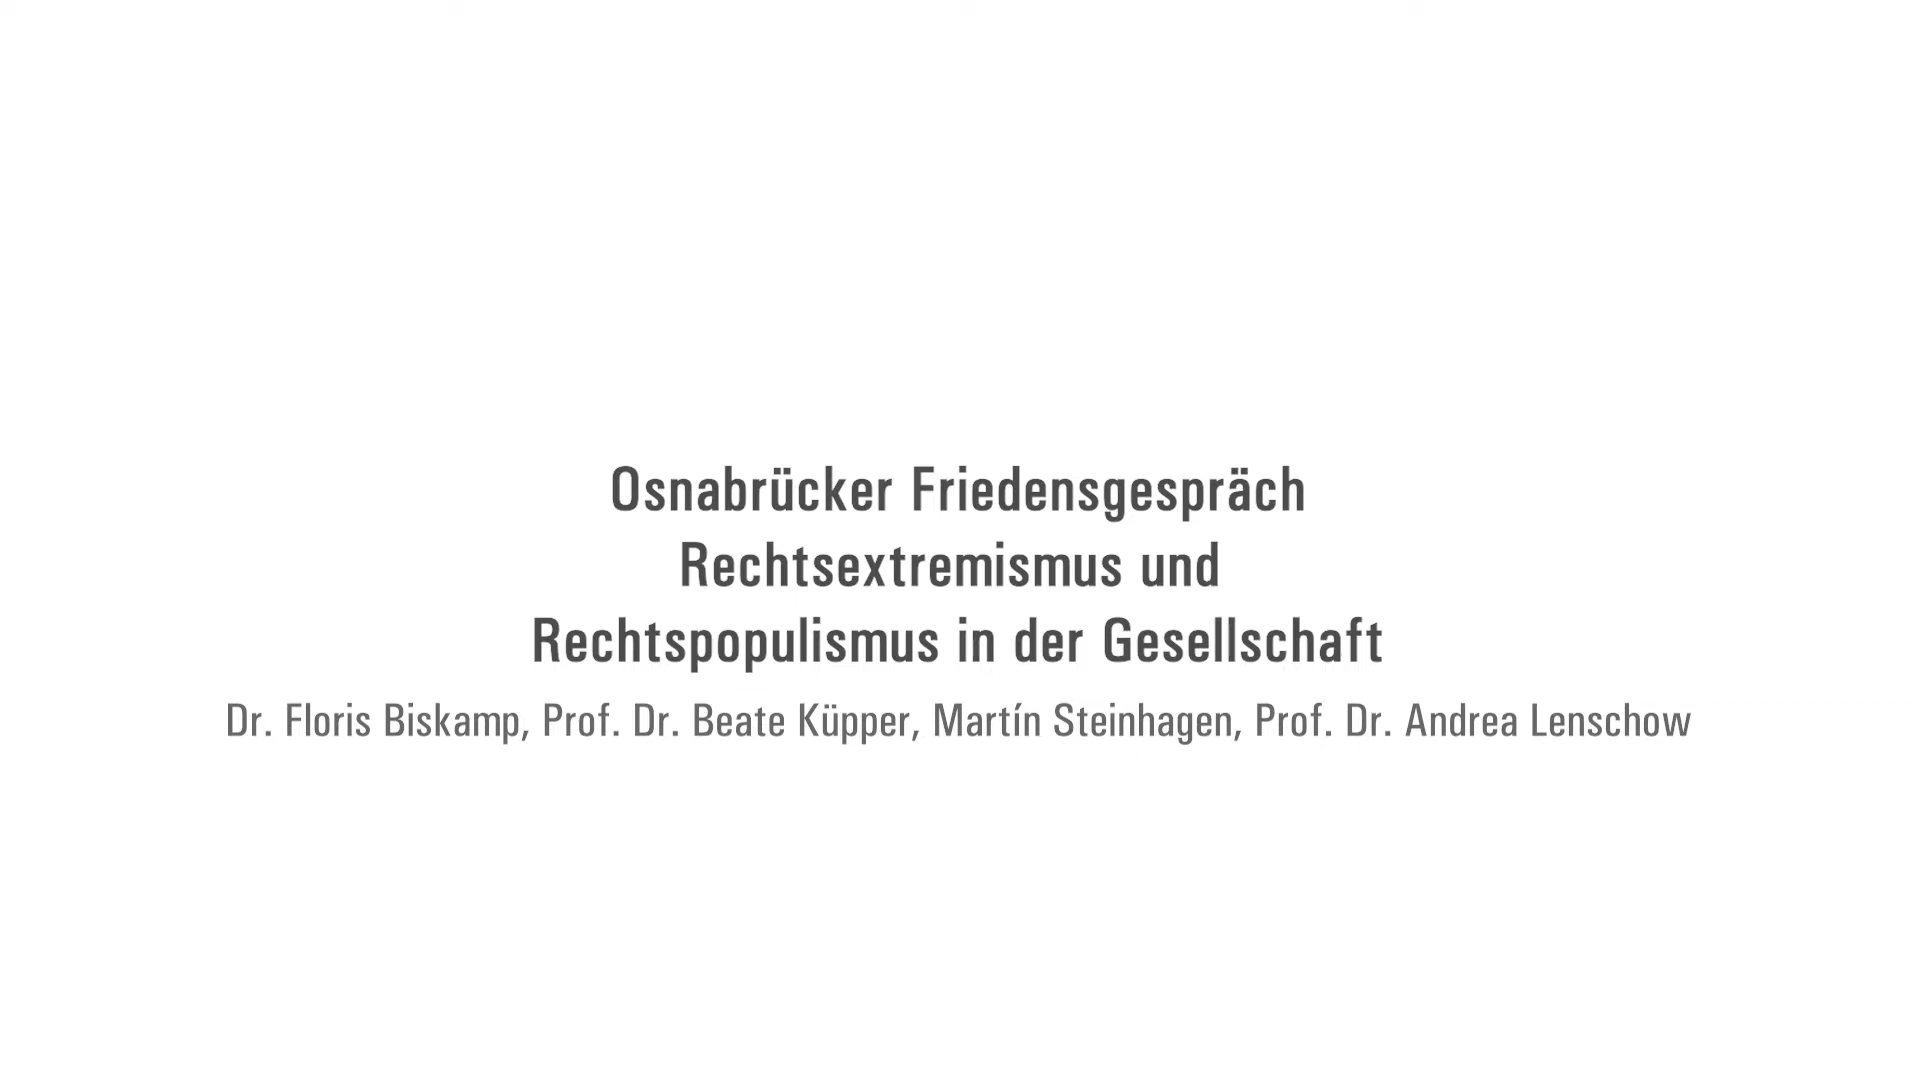 Osnabrücker Friedensgespräch
Rechtsextremismus und
Rechtspopulismus in der Gesellschaft
Dr. Floris Biskamp, Prof. Dr. Beate Küpper, Martín Steinhagen, Prof. Dr. Andrea Lenschow